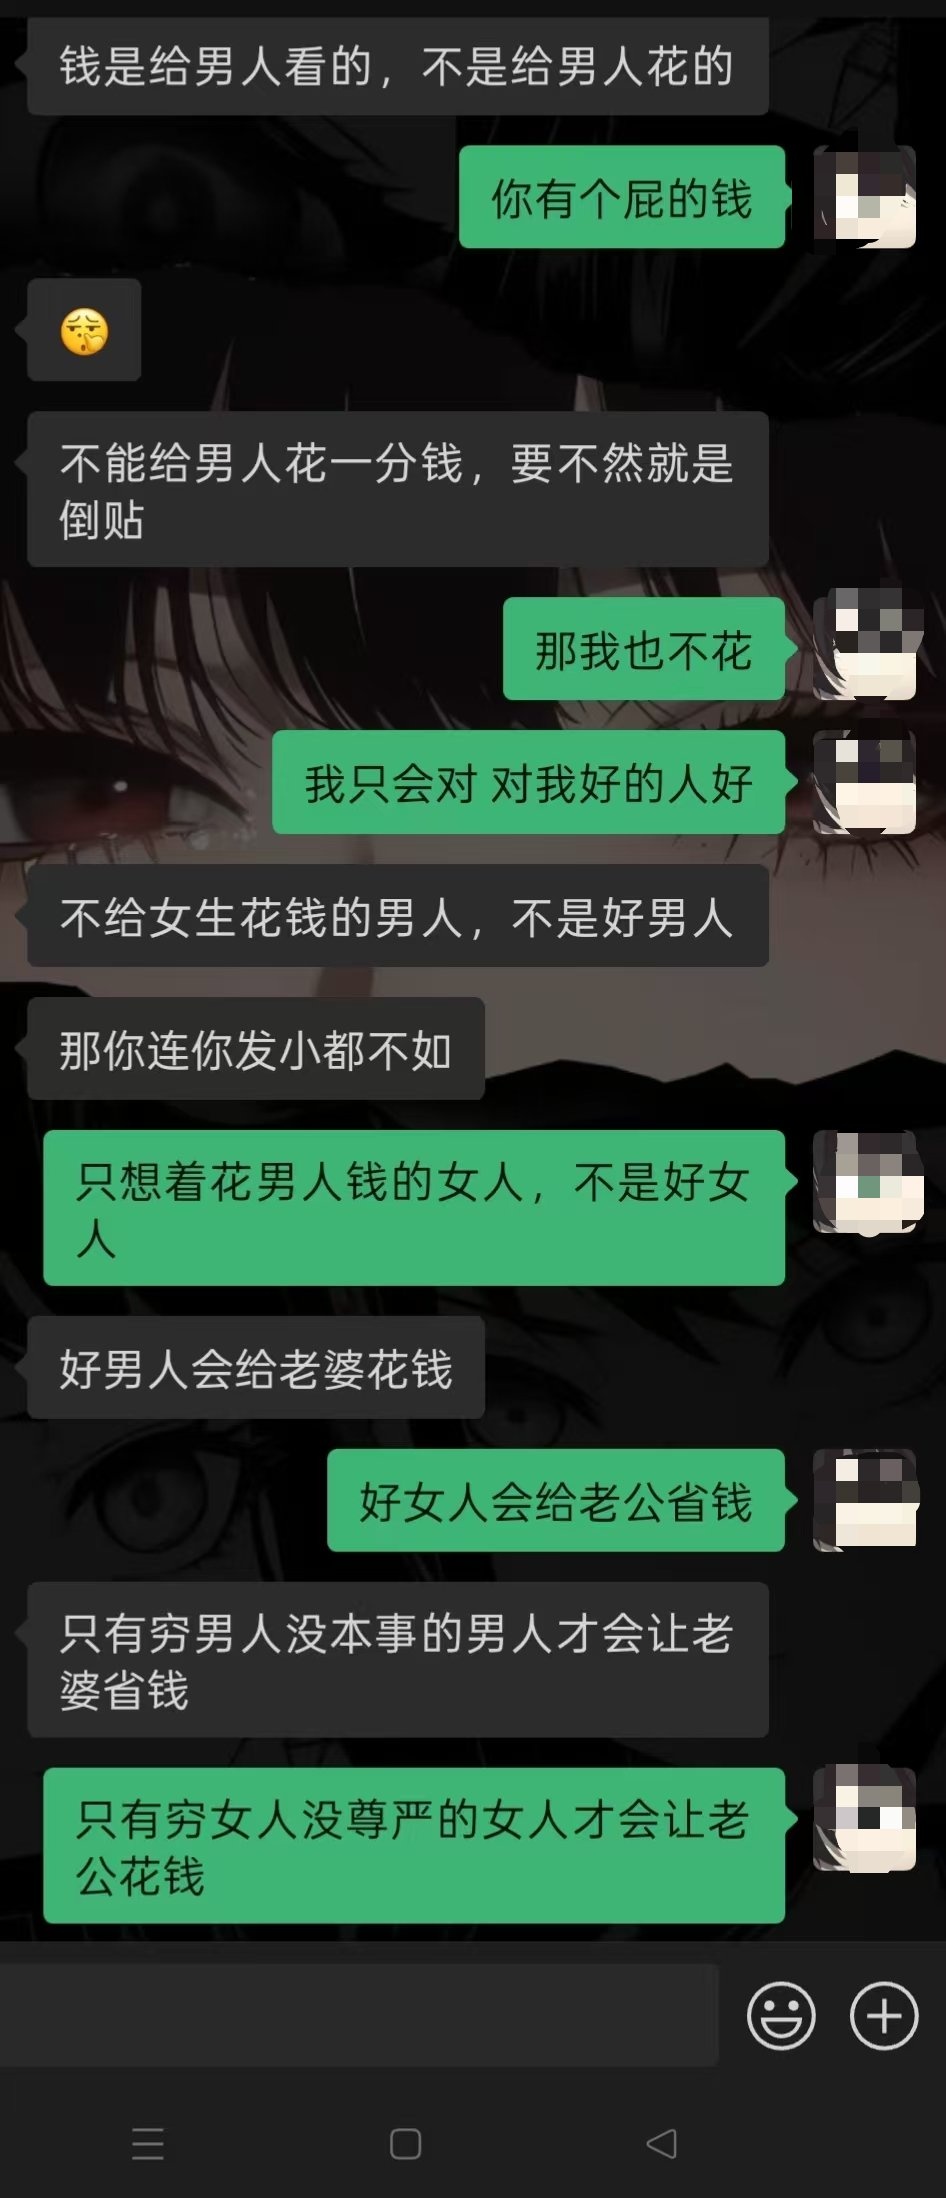 钱是给男人看的，不是给男人花的
你有个屁的钱
不能给男人花一分钱，要不然就是
倒贴
那我也不花
我只会对 对我好的人好
不给女生花钱的男人，不是好男人
那你连你发小都不如
只想着花男人钱的女人，不是好女
人
好男人会给老婆花钱
好女人会给老公省钱
只有穷男人没本事的男人才会让老
婆省钱
只有穷女人没尊严的女人才会让老
公花钱